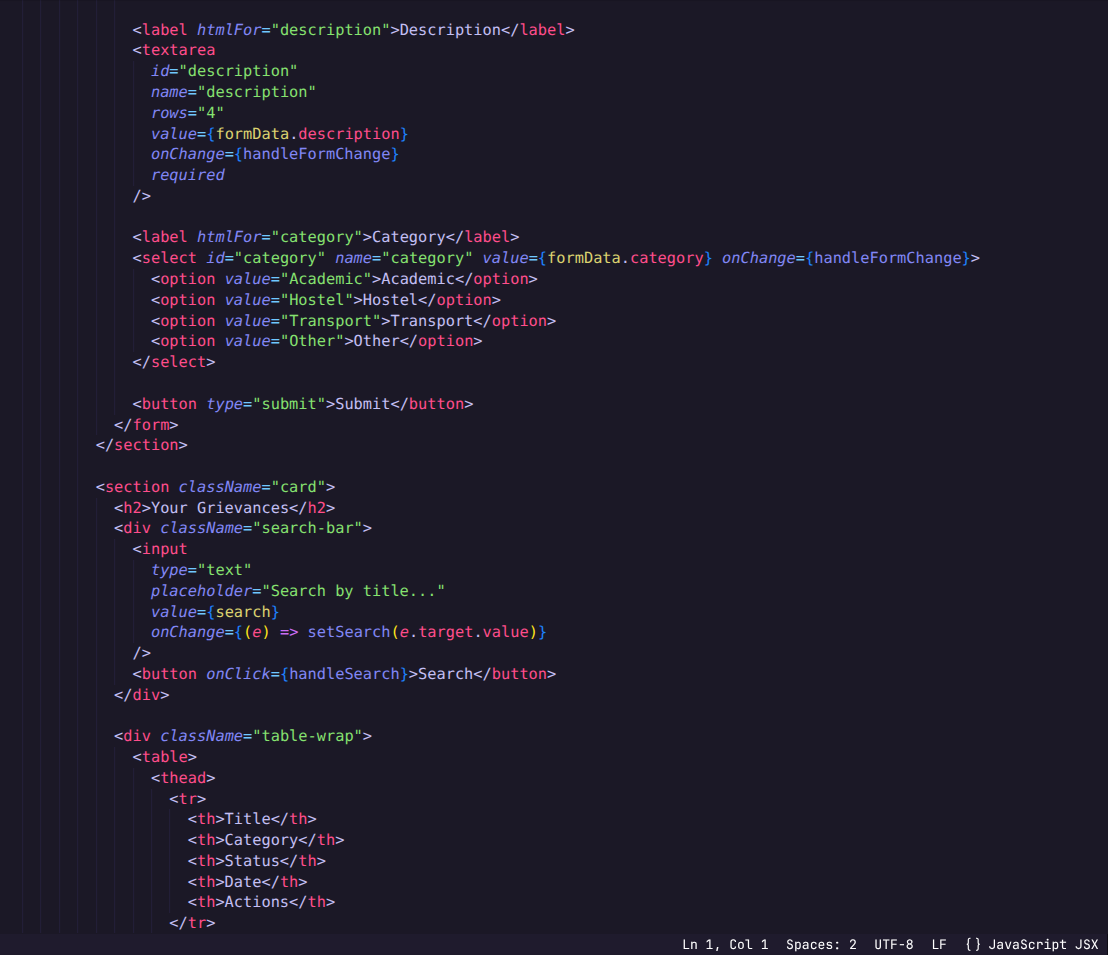 <label htmlFor="description">Description</label>
<textarea
id="description"
name="description"
rows="4"
value={formData.description}
onChange={handleFormChange}
required
/>
<label htmlFor="category">Category</label>
<select id="category" name="category" value={formData.category} onChange={handleFormChange}>
<option value="Academic">Academic</option>
<option value="Hostel">Hostel</option>
<option value="Transport">Transport</option>
<option value="Other">Other</option>
</select>
<button type="submit">Submit</button>
</form>
</section>
<section className="card">
<h2>Your Grievances</h2>
<div className="search-bar">
<input
type="text"
placeholder="Search by title..."
value={search}
onChange={(e) => setSearch(e.target.value)}
/>
<button onClick={handleSearch}>Search</button>
</div>
<div className="table-wrap">
<table>
<thead>
<tr>
<th>Title</th>
<th>Category</th>
<th>Status</th>
<th>Date</th>
<th>Actions</th>
</tr>
Ln 1, Col 1 Spaces: 2 UTF-8 LF {} JavaScript JSX